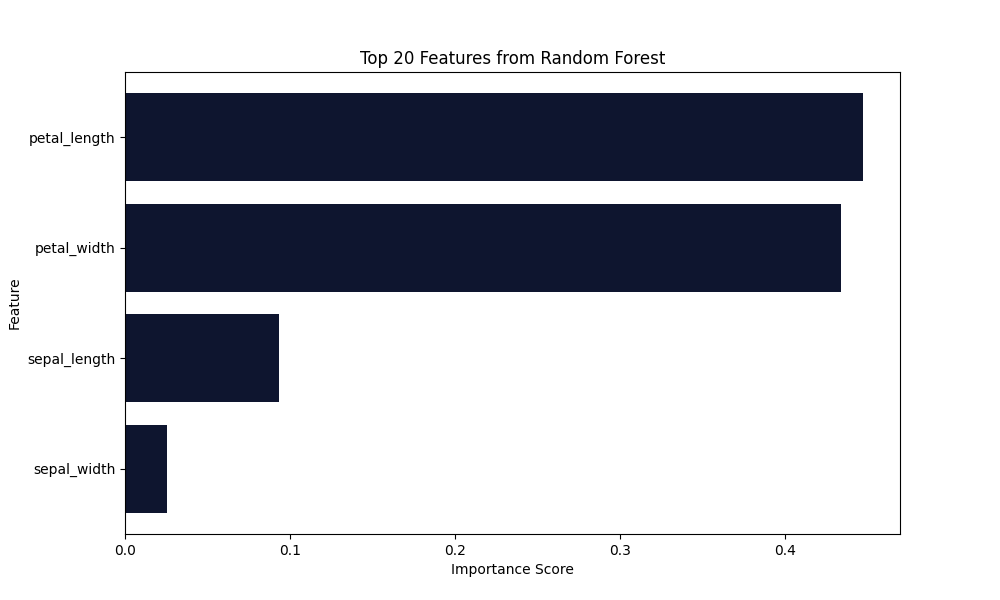 Top 20 Features from Random Forest
Feature
petal_length
petal_width
sepal_length
sepal_width
0.0 0.1 0.2 0.3 0.4
Importance Score